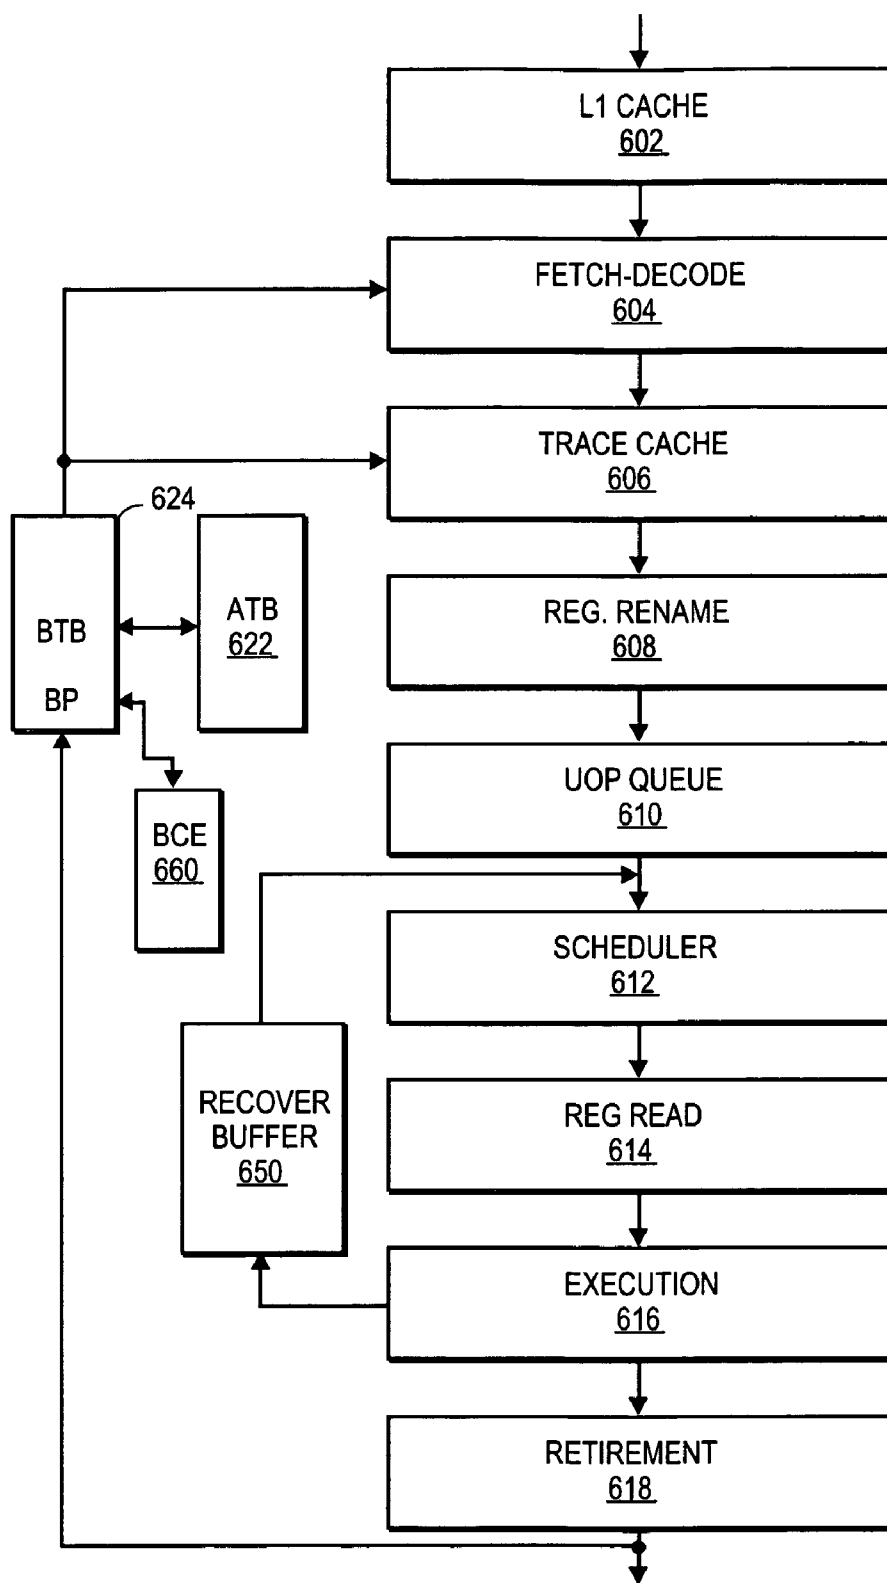 L1 CACHE
602
FETCH-DECODE
604
TRACE CACHE
606
624
BTB
BP
ATB
622
REG. RENAME
608
UOP QUEUE
610
BCE
660
SCHEDULER
612
RECOVER
BUFFER
650
REG READ
614
EXECUTION
616
RETIREMENT
618